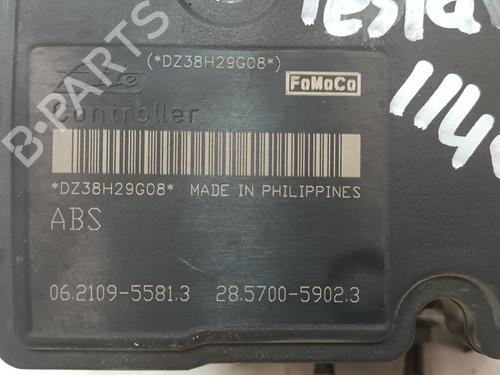 (*DZ38H29G08*)
FoMoCo
Controller
*DZ38H29G08* MADE IN PHILIPPINES
ABS
06.2109-5581.3 28.5700-5902.3
B-PARTS